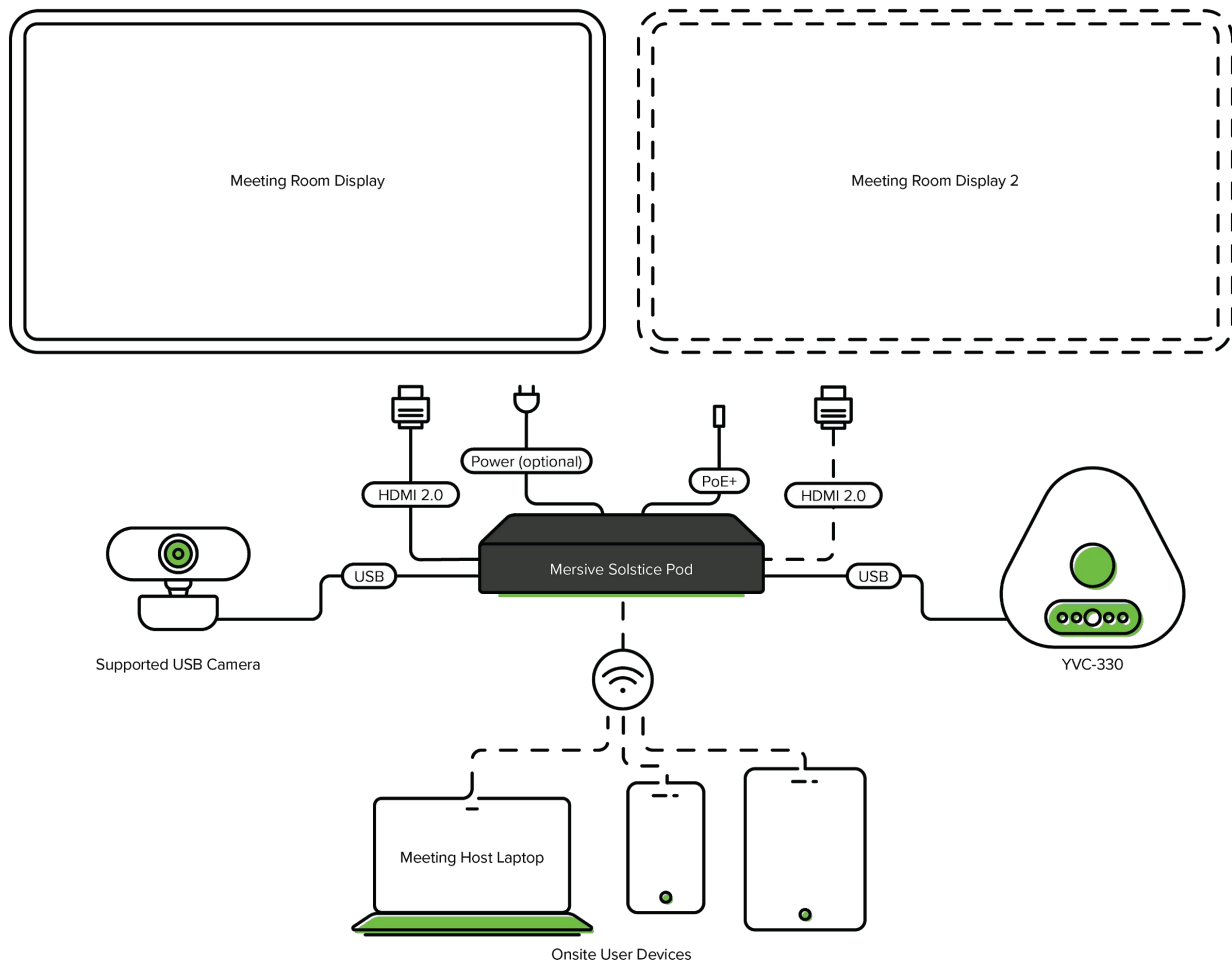 Meeting Room Display
Meeting Room Display 2
Power (optional)
PoE+
HDMI 2.0
HDMI 2.0
Mersive Solstice Pod
USB
USB
Supported USB Camera
YVC-330
Meeting Host Laptop
Onsite User Devices